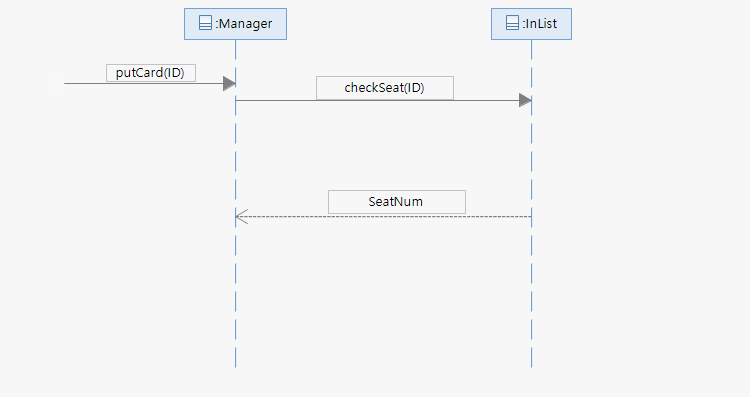 :Manager
:InList
putCard(ID)
checkSeat(ID)
SeatNum